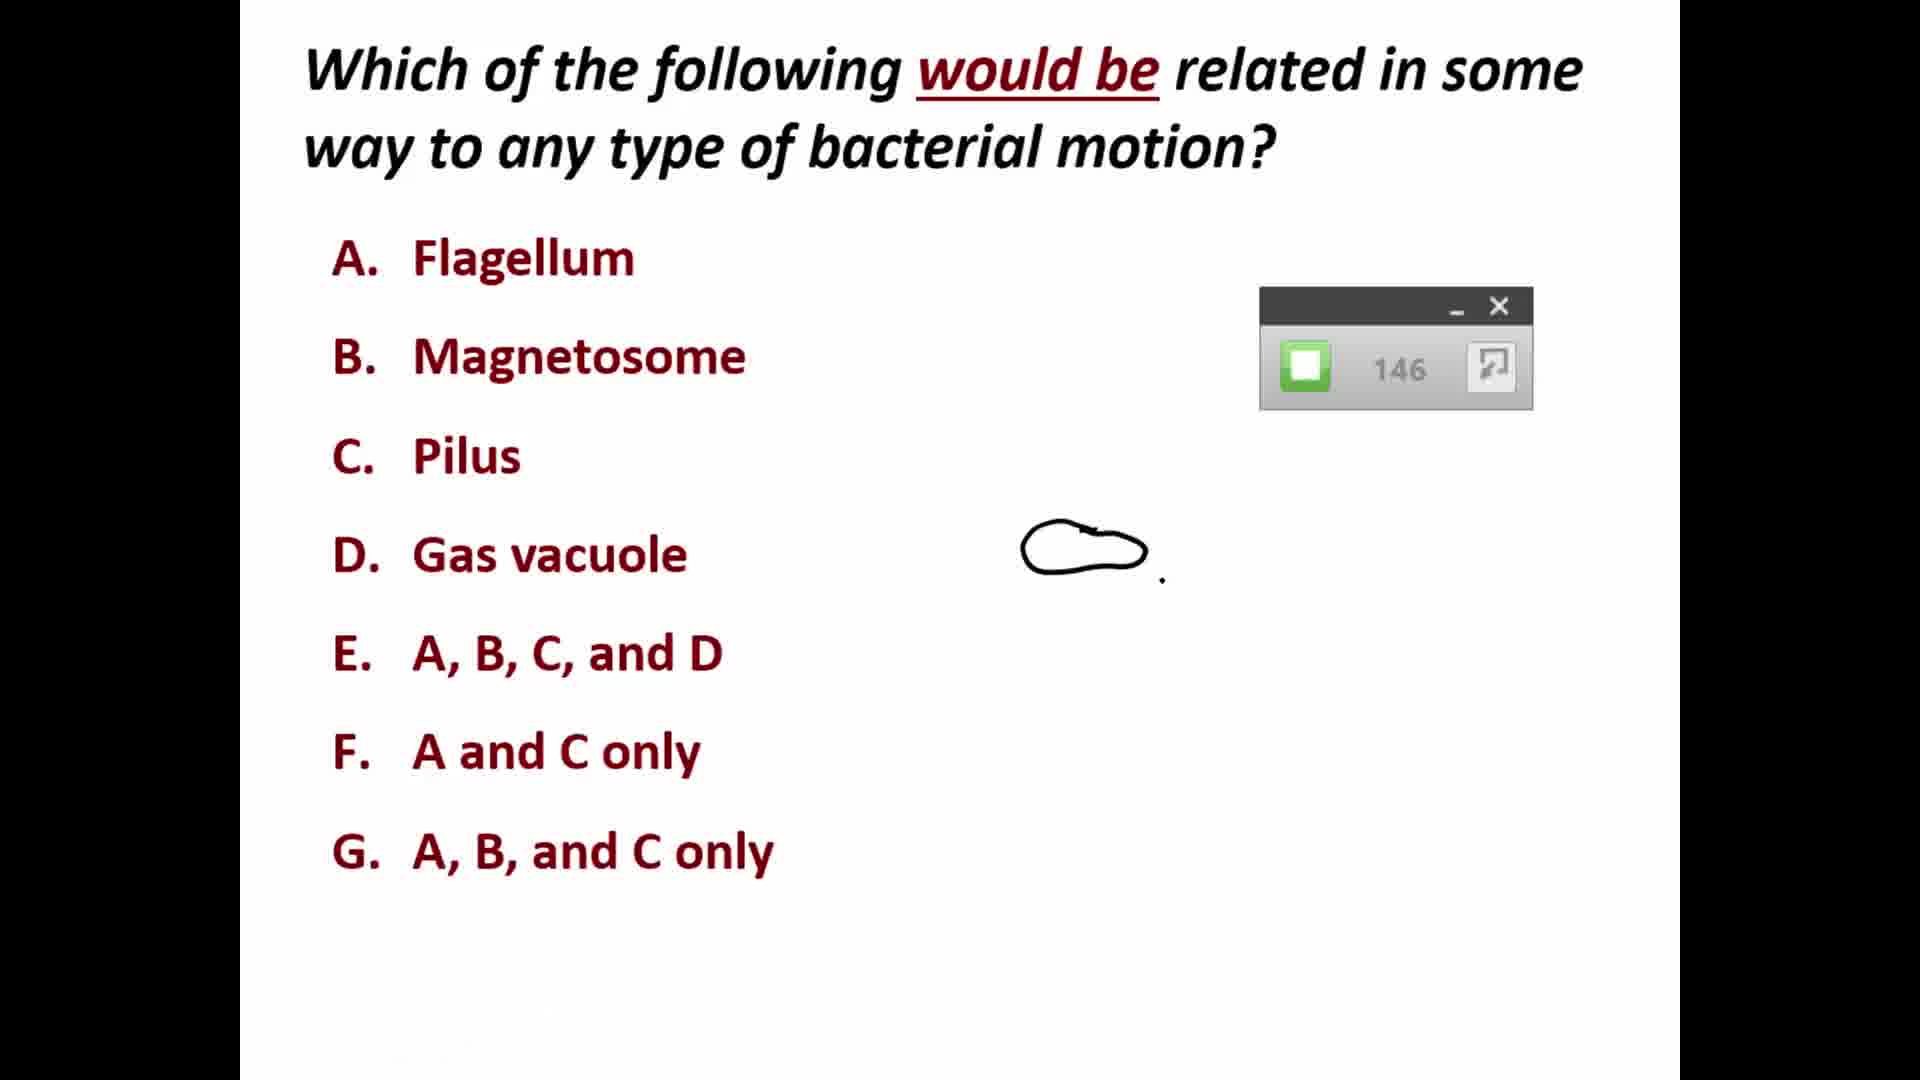 Which of the following would be related in some
way to any type of bacterial motion?
A. Flagellum
B. Magnetosome
146
C. Pilus
D. Gas vacuole
E. A, B, C, and D
F. A and C only
G. A, B, and C only